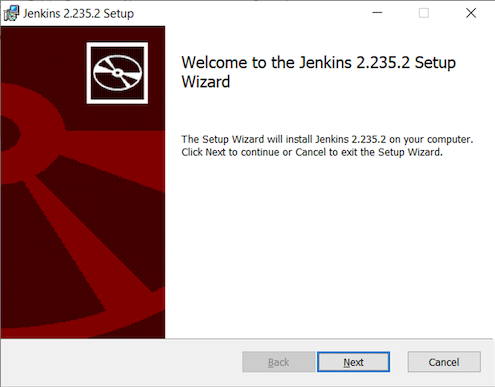 Jenkins 2.235.2 Setup
Welcome to the Jenkins 2.235.2 Setup
Wizard
The Setup Wizard will install Jenkins 2.235.2 on your computer.
Click Next to continue or Cancel to exit the Setup Wizard.
Back Next Cancel